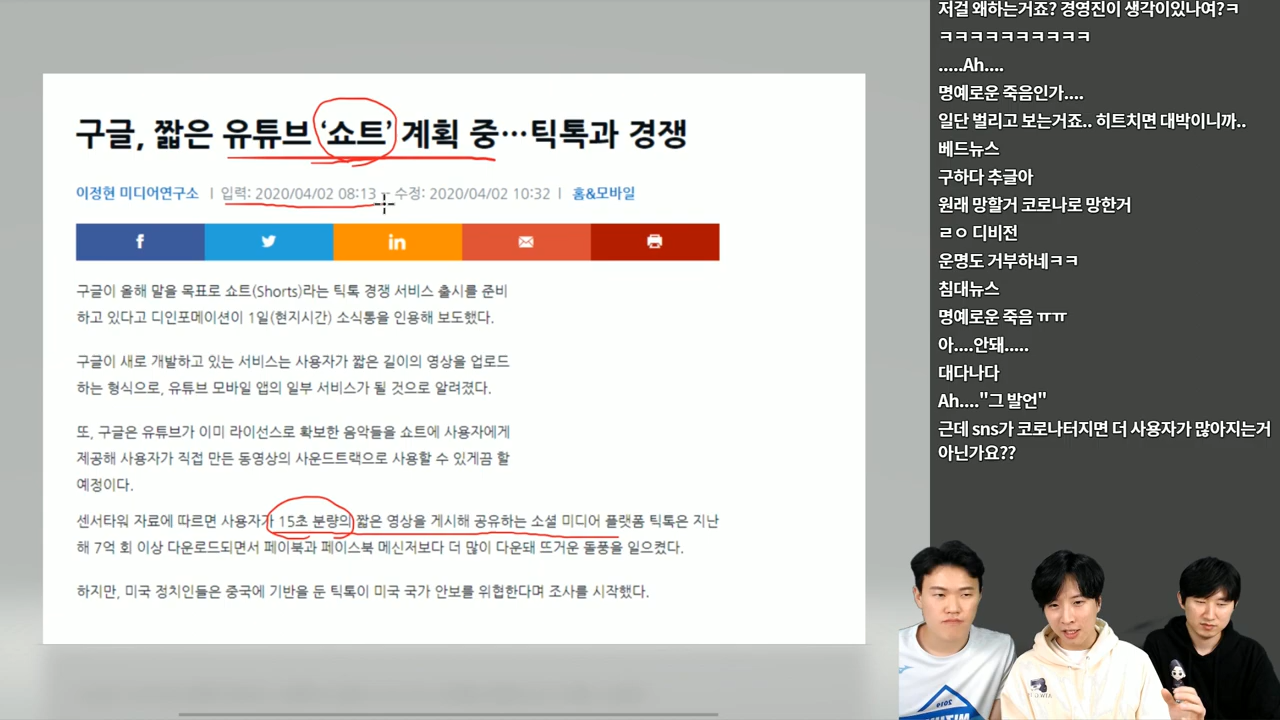 구글, 짧은 유튜브 ‘쇼트’ 계획 중…틱톡과 경쟁
이정현 미디어연구소 | 입력: 2020/04/02 08:13 – 수정: 2020/04/02 10:32 | 홈&모바일
구글이 올해 말을 목표로 쇼트(Shorts)라는 틱톡 경쟁 서비스 출시를 준비
하고 있다고 디인포메이션이 1일(현지시간) 소식통을 인용해 보도했다.
구글이 새로 개발하고 있는 서비스는 사용자가 짧은 길이의 영상을 업로드
하는 형식으로, 유튜브 모바일 앱의 일부 서비스가 될 것으로 알려졌다.
또, 구글은 유튜브가 이미 라이선스로 확보한 음악들을 쇼트에 사용자에게
제공해 사용자가 직접 만든 동영상의 사운드트랙으로 사용할 수 있게끔 할
예정이다.
센서타워 자료에 따르면 사용자가 15초 분량의 짧은 영상을 게시해 공유하는 소셜 미디어 플랫폼 틱톡은 지난
해 7억 회 이상 다운로드되면서 페이북과 페이스북 메신저보다 더 많이 다운돼 뜨거운 돌풍을 일으켰다.
하지만, 미국 정치인들은 중국에 기반을 둔 틱톡이 미국 국가 안보를 위협한다며 조사를 시작했다.
저걸 왜하는거죠? 경영진이 생각이있나여?ㅋ
ㅋㅋㅋㅋㅋㅋㅋㅋㅋㅋ
.....Ah....
명예로운 죽음인가....
일단 벌리고 보는거죠.. 히트치면 대박이니까..
베드뉴스
구하다 추글아
원래 망할거 코로나로 망한거
ㄹㅇ 디비전
운명도 거부하네ㅋㅋ
침대뉴스
명예로운 죽음 ㅠㅠ
아....안돼.....
대다나다
Ah...."그 발언"
근데 sns가 코로나터지면 더 사용자가 많아지는거
아닌가요??